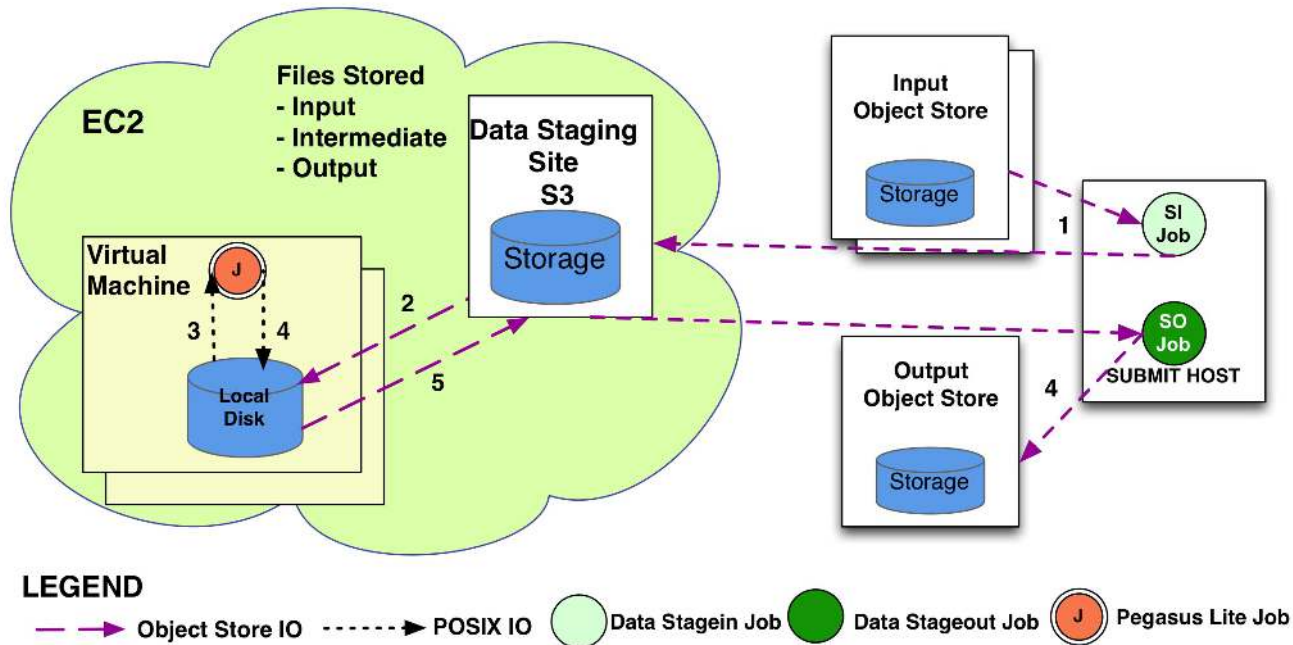 EC2
Files Stored
- Input
- Intermediate
- Output
Data Staging
Site
S3
Storage
Virtual
Machine
J
3
4
Local
Disk
2
5
Input
Object Store
Storage
1
SI
Job
SO
Job
SUBMIT HOST
4
Output
Object Store
Storage
LEGEND
Object Store IO
POSIX IO
Data Stagein Job
Data Stageout Job
J
Pegasus Lite Job